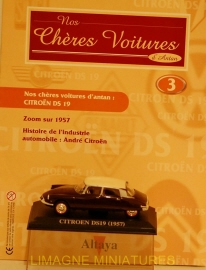 Nos
Chères Voitures
d'Antan
3
Nos chères voitures d'antan :
CITROËN DS 19
Zoom sur 1957
Histoire de l'Industrie
automobile : André Citroën
CITROEN DS19 (1957)
Altaya
LIMAGNE MINIATURES